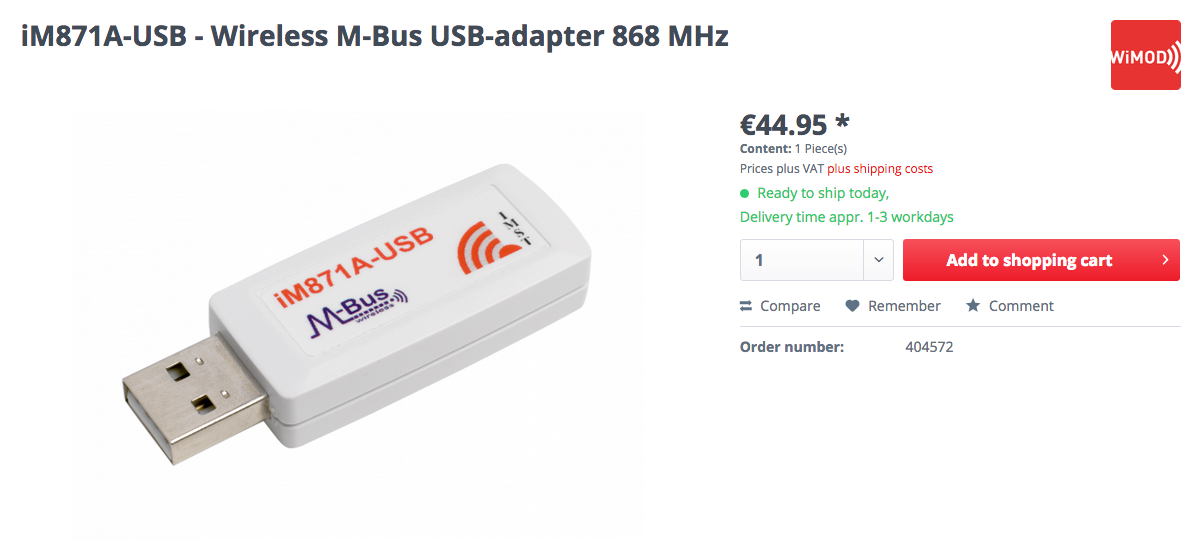 iM871A-USB - Wireless M-Bus USB-adapter 868 MHz
WiMOD
€44.95 *
Content: 1 Piece(s)
Prices plus VAT plus shipping costs
Ready to ship today,
Delivery time appr. 1-3 workdays
1
Add to shopping cart
Compare
Remember
Comment
Order number: 404572
IMST
iM871A-USB
M-Bus
wireless